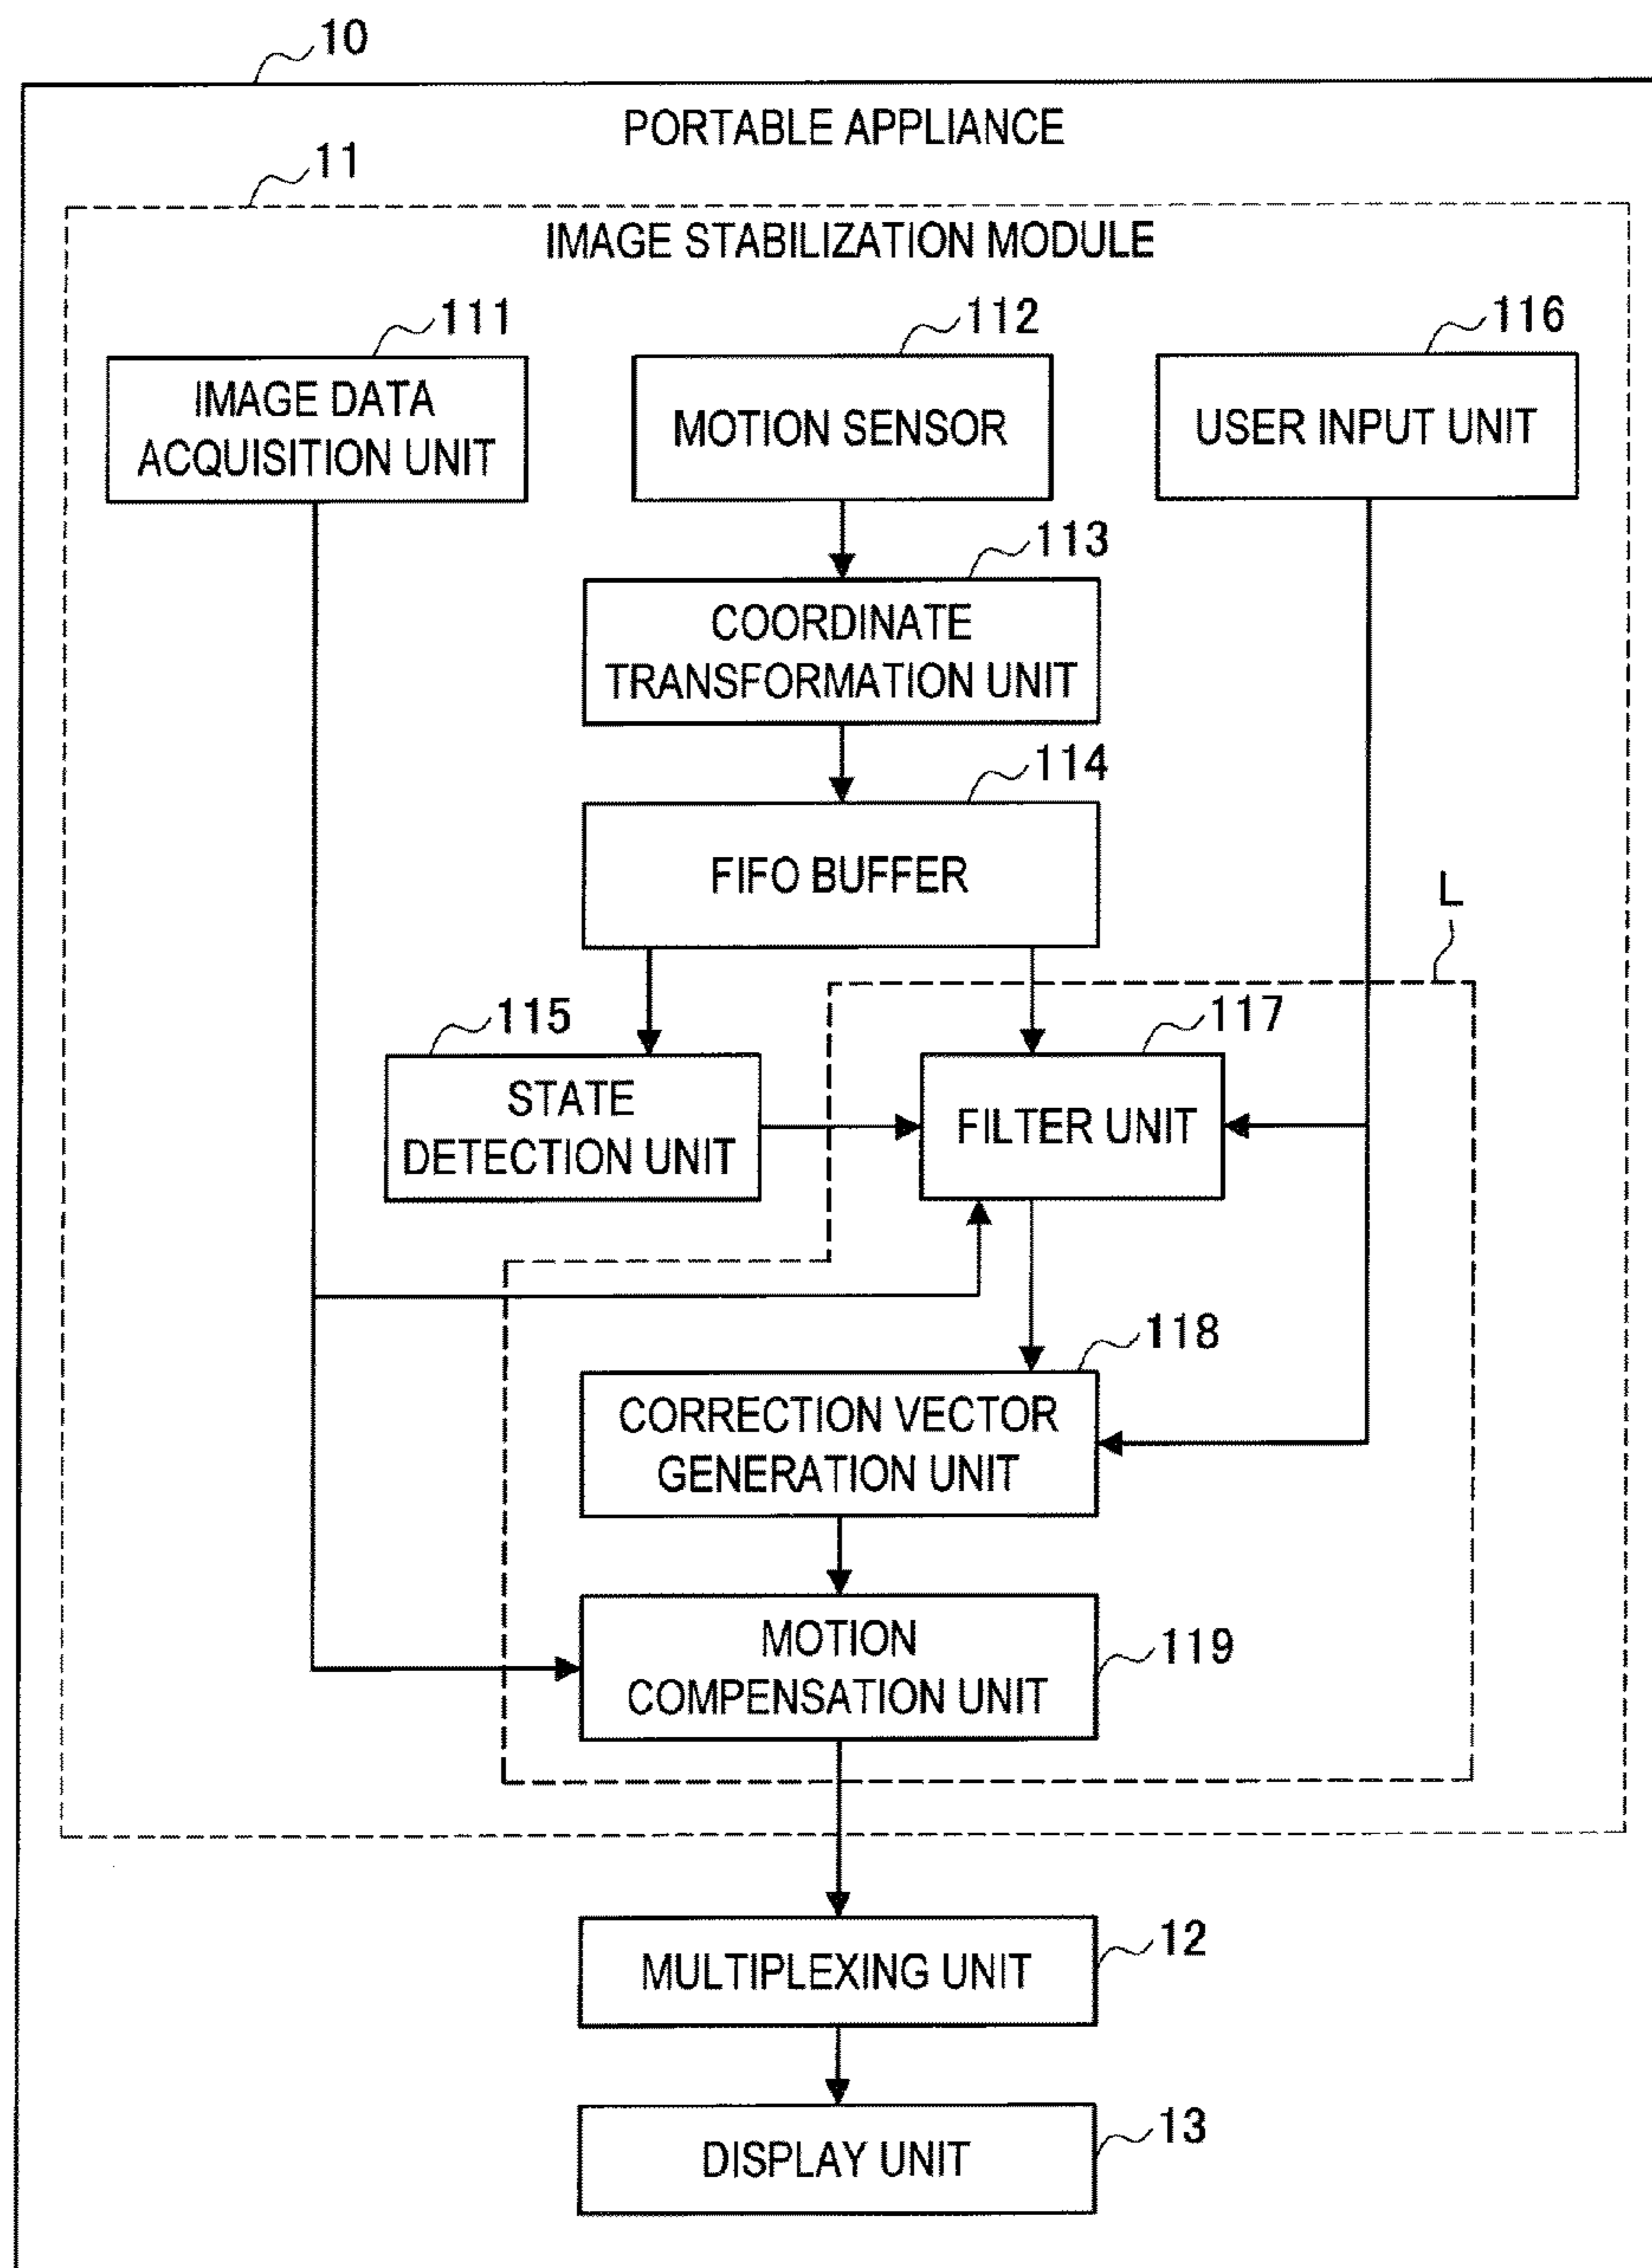 10
PORTABLE APPLIANCE
11
IMAGE STABILIZATION MODULE
111
112
116
IMAGE DATA
ACQUISITION UNIT
MOTION SENSOR
USER INPUT UNIT
113
COORDINATE
TRANSFORMATION UNIT
114
FIFO BUFFER
L
115
117
STATE
DETECTION UNIT
FILTER UNIT
118
CORRECTION VECTOR
GENERATION UNIT
MOTION
COMPENSATION UNIT
119
MULTIPLEXING UNIT
12
DISPLAY UNIT
13